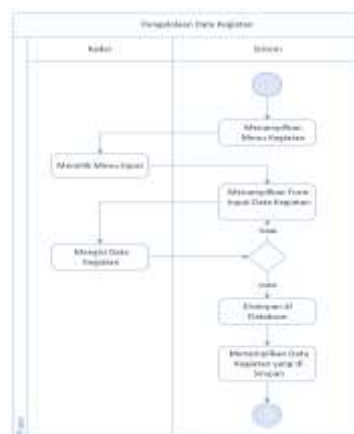 Pengelolaan Data Kegiatan
Kader
Sistem
Menampilkan
Menu Kegiatan
Memilih Menu Input
Menampilkan Form
Input Data Kegiatan
Mengisi Data
Kegiatan
Disimpan di
Database
Menampilkan Data
Kegiatan yang di
Simpan